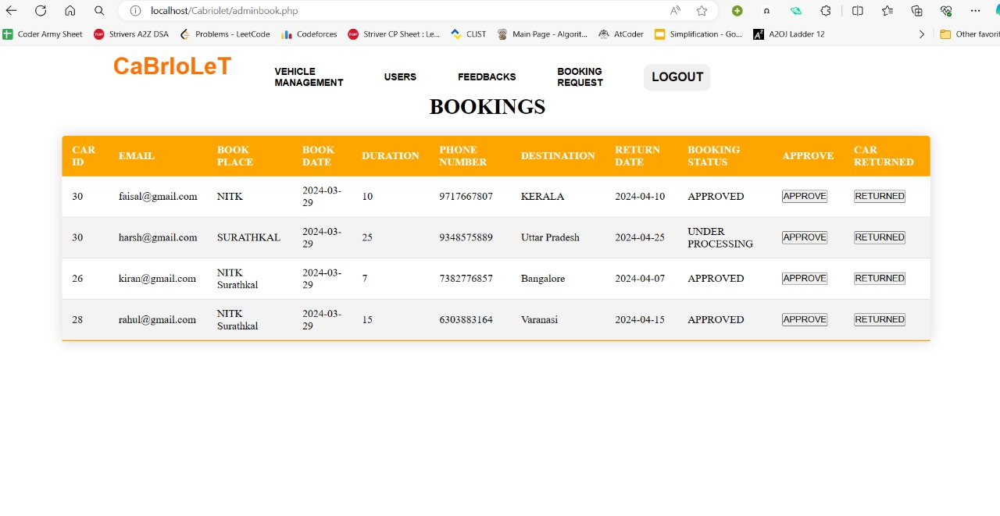 localhost/Cabriolet/adminbook.php
Coder Army Sheet Strivers A2Z DSA Problems - LeetCode Codeforces Striver CP Sheet : Le... CLIST Main Page - Algorit... AtCoder Simplification - Go... A2OJ Ladder 12 Other favorit
CaBrIoLeT
VEHICLE MANAGEMENT USERS FEEDBACKS BOOKING REQUEST LOGOUT
BOOKINGS
CAR ID EMAIL BOOK PLACE BOOK DATE DURATION PHONE NUMBER DESTINATION RETURN DATE BOOKING STATUS APPROVE CAR RETURNED
30 faisal@gmail.com NITK 2024-03-29 10 9717667807 KERALA 2024-04-10 APPROVED APPROVE RETURNED
30 harsh@gmail.com SURATHKAL 2024-03-29 25 9348575889 Uttar Pradesh 2024-04-25 UNDER PROCESSING APPROVE RETURNED
26 kiran@gmail.com NITK Surathkal 2024-03-29 7 7382776857 Bangalore 2024-04-07 APPROVED APPROVE RETURNED
28 rahul@gmail.com NITK Surathkal 2024-03-29 15 6303883164 Varanasi 2024-04-15 APPROVED APPROVE RETURNED